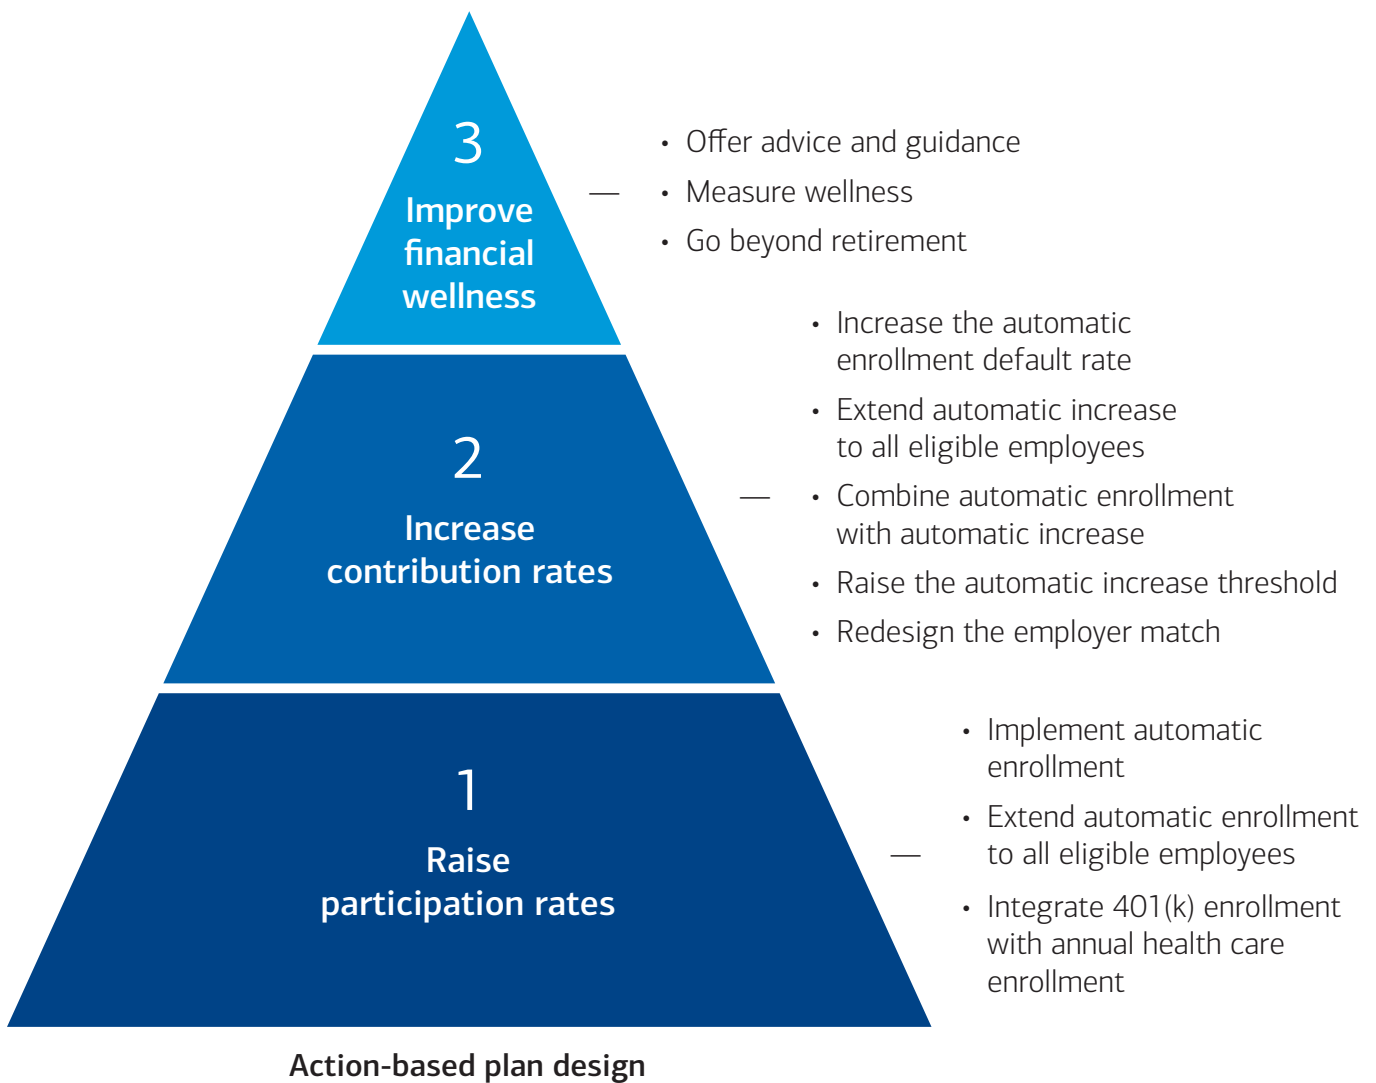 3
Improve
financial
wellness
• Offer advice and guidance
— • Measure wellness
• Go beyond retirement
2
Increase
contribution rates
• Increase the automatic
enrollment default rate
• Extend automatic increase
to all eligible employees
— • Combine automatic enrollment
with automatic increase
• Raise the automatic increase threshold
• Redesign the employer match
1
Raise
participation rates
• Implement automatic
enrollment
• Extend automatic enrollment
— to all eligible employees
• Integrate 401(k) enrollment
with annual health care
enrollment
Action-based plan design